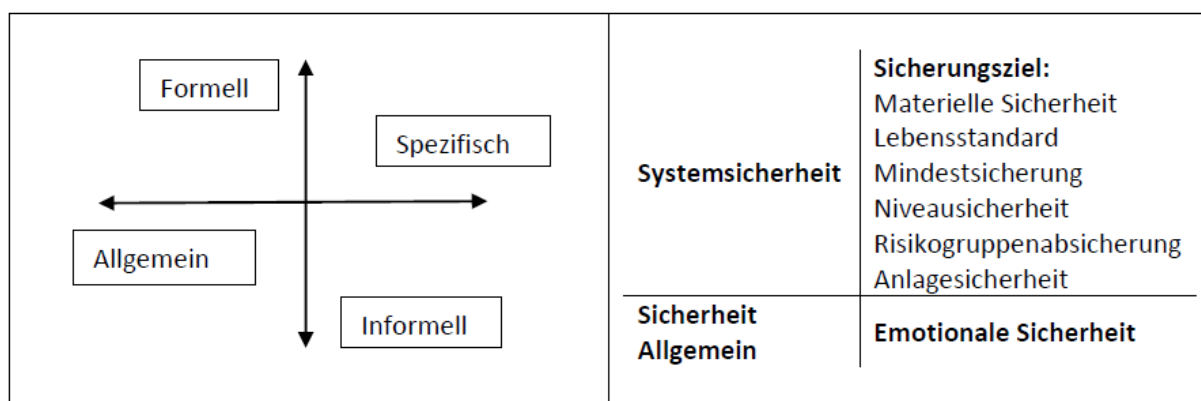 Formell
Spezifisch
Allgemein
Informell
Systemsicherheit
Sicherungsziel:
Materielle Sicherheit
Lebensstandard
Mindestsicherung
Niveausicherheit
Risikogruppenabsicherung
Anlagesicherheit
Sicherheit
Allgemein
Emotionale Sicherheit